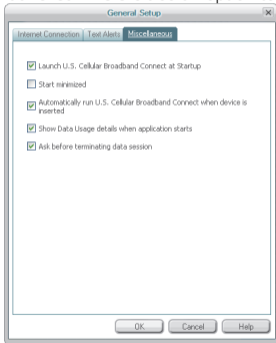 General Setup
Internet Connection
Text Alerts
Miscellaneous
Launch U.S. Cellular Broadband Connect at Startup
Start minimized
Automatically run U.S. Cellular Broadband Connect when device is
inserted
Show Data Usage details when application starts
Ask before terminating data session
OK
Cancel
Help